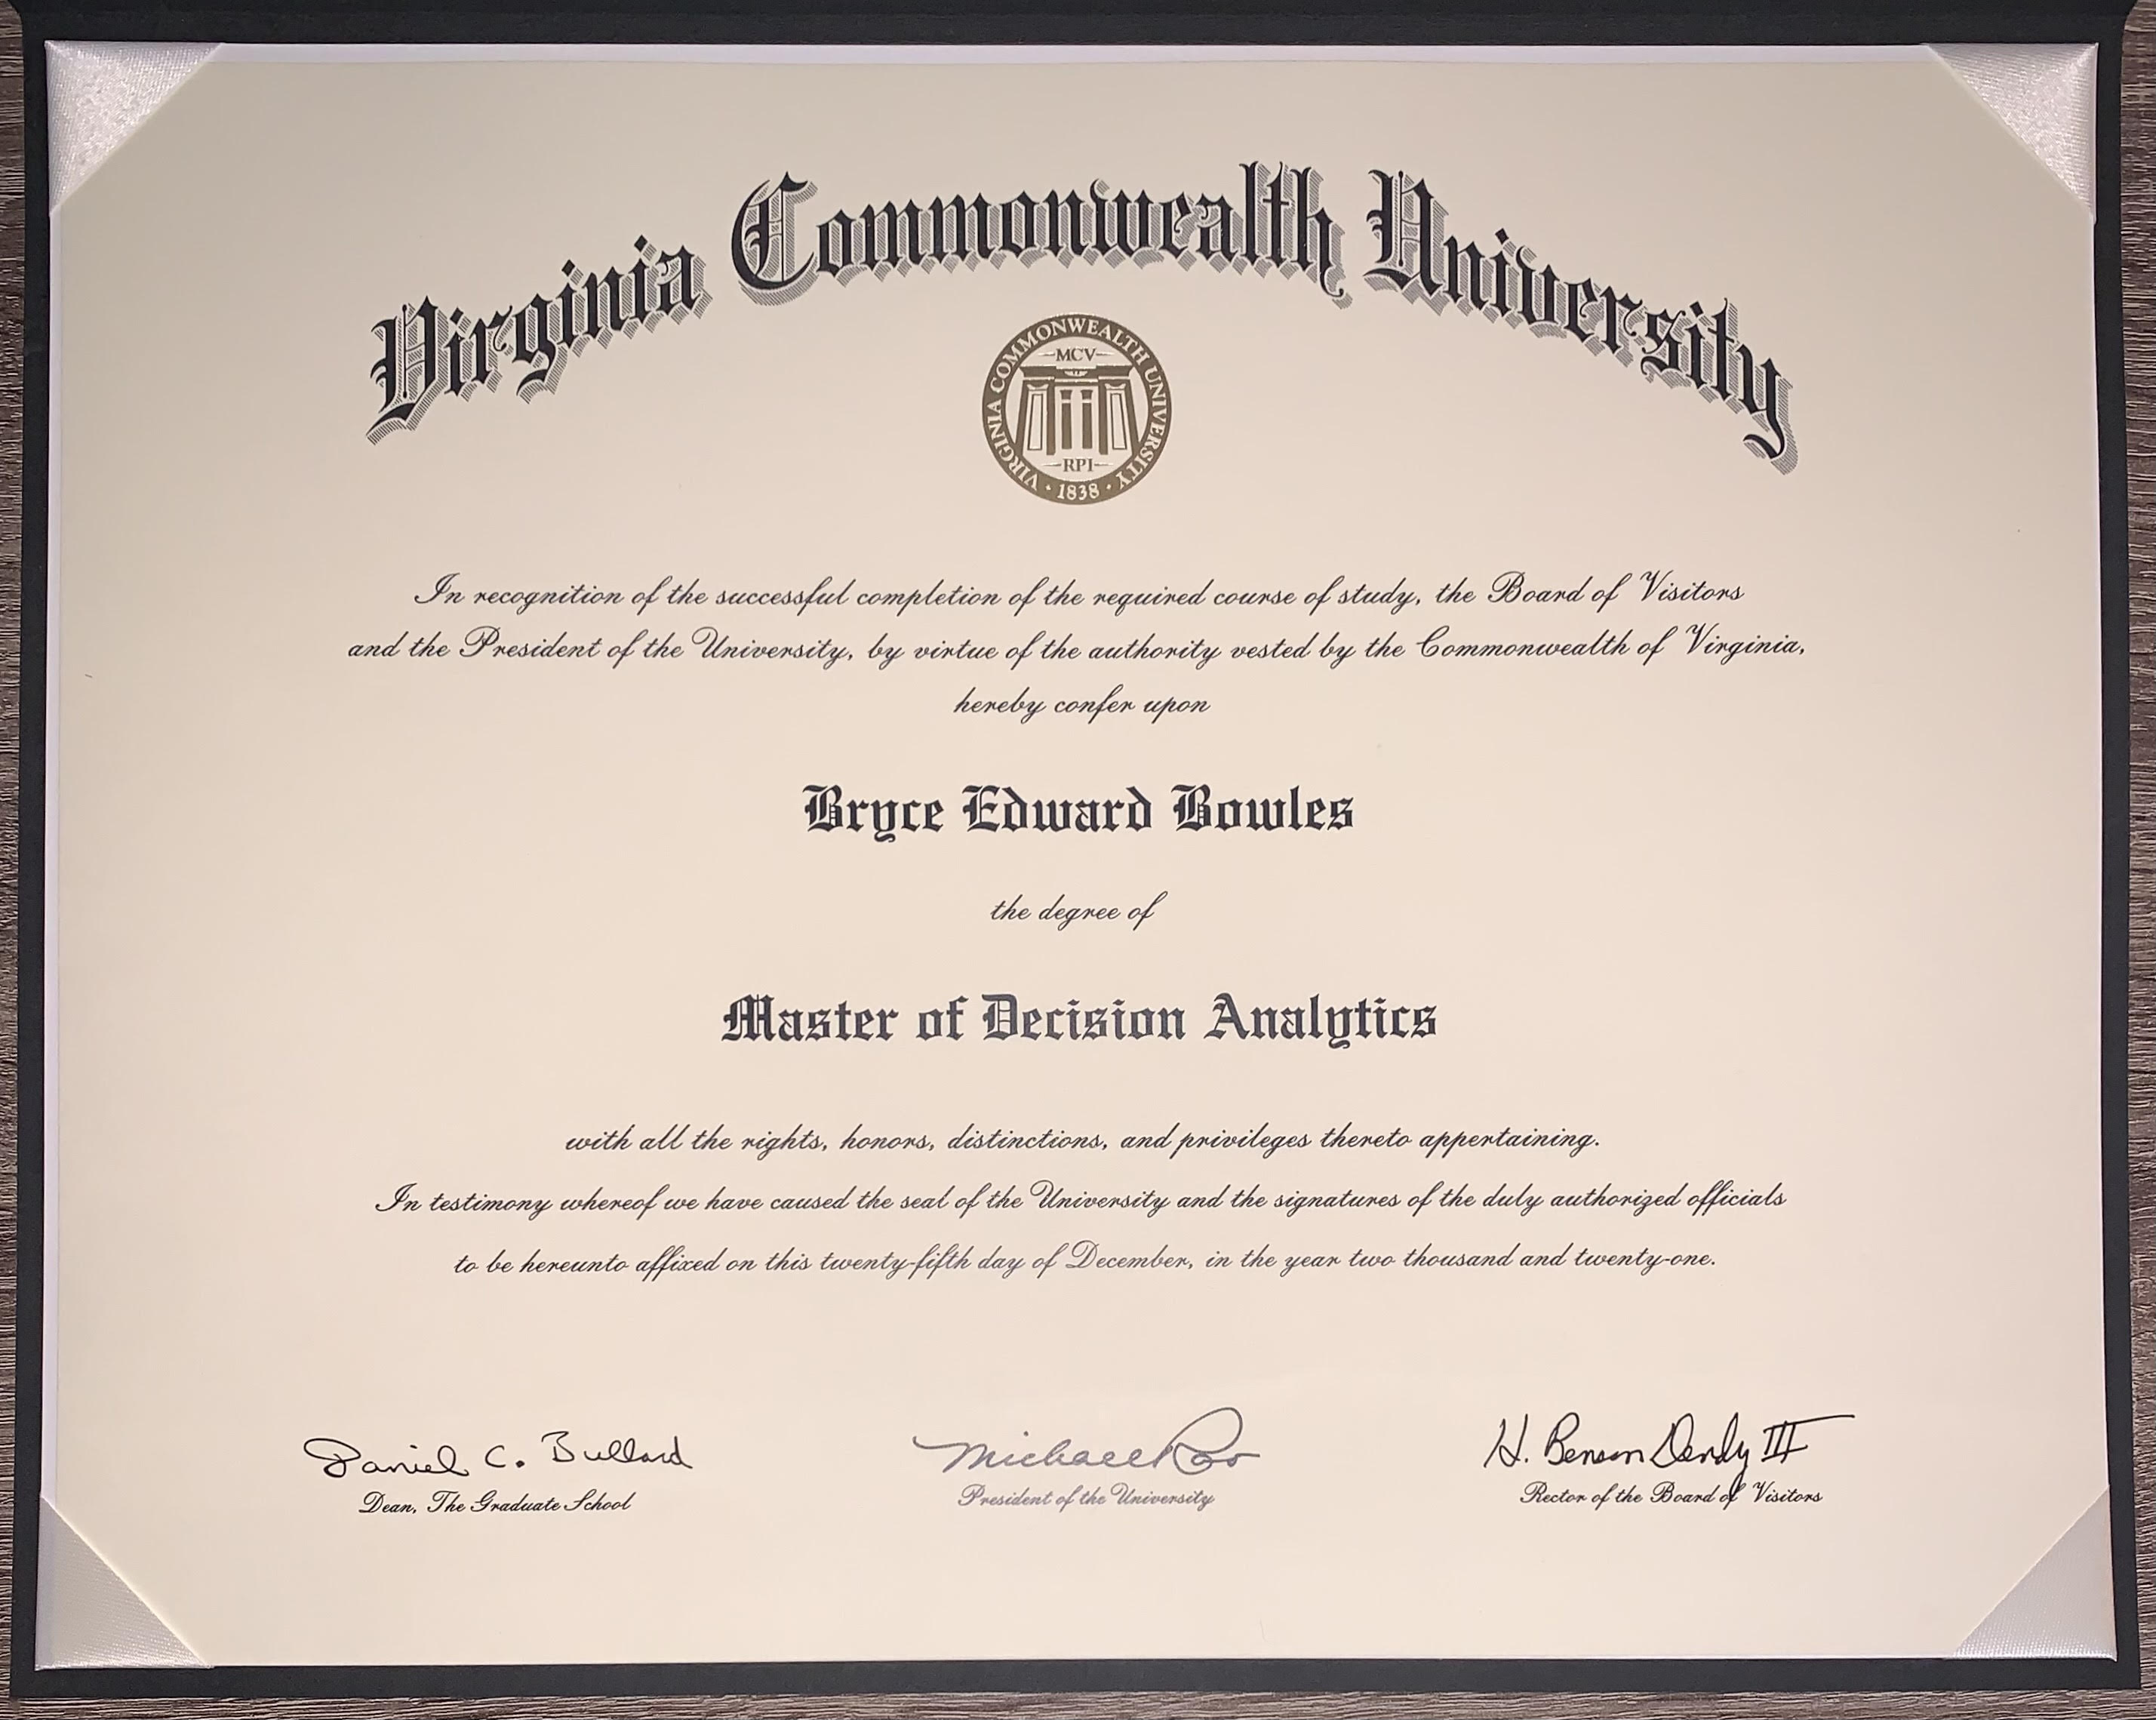 Virginia Commonwealth University
VIRGINIA COMMONWEALTH UNIVERSITY
MCV
RPI
· 1838 ·
In recognition of the successful completion of the required course of study, the Board of Visitors
and the President of the University, by virtue of the authority vested by the Commonwealth of Virginia,
hereby confer upon
Bryce Edward Bowles
the degree of
Master of Decision Analytics
with all the rights, honors, distinctions, and privileges thereto appertaining.
In testimony whereof we have caused the seal of the University and the signatures of the duly authorized officials
to be hereunto affixed on this twenty-fifth day of December, in the year two thousand and twenty-one.
Daniel C. Bullard
Michael Rao
H. Benson Dendy III
Dean, The Graduate School
President of the University
Rector of the Board of Visitors